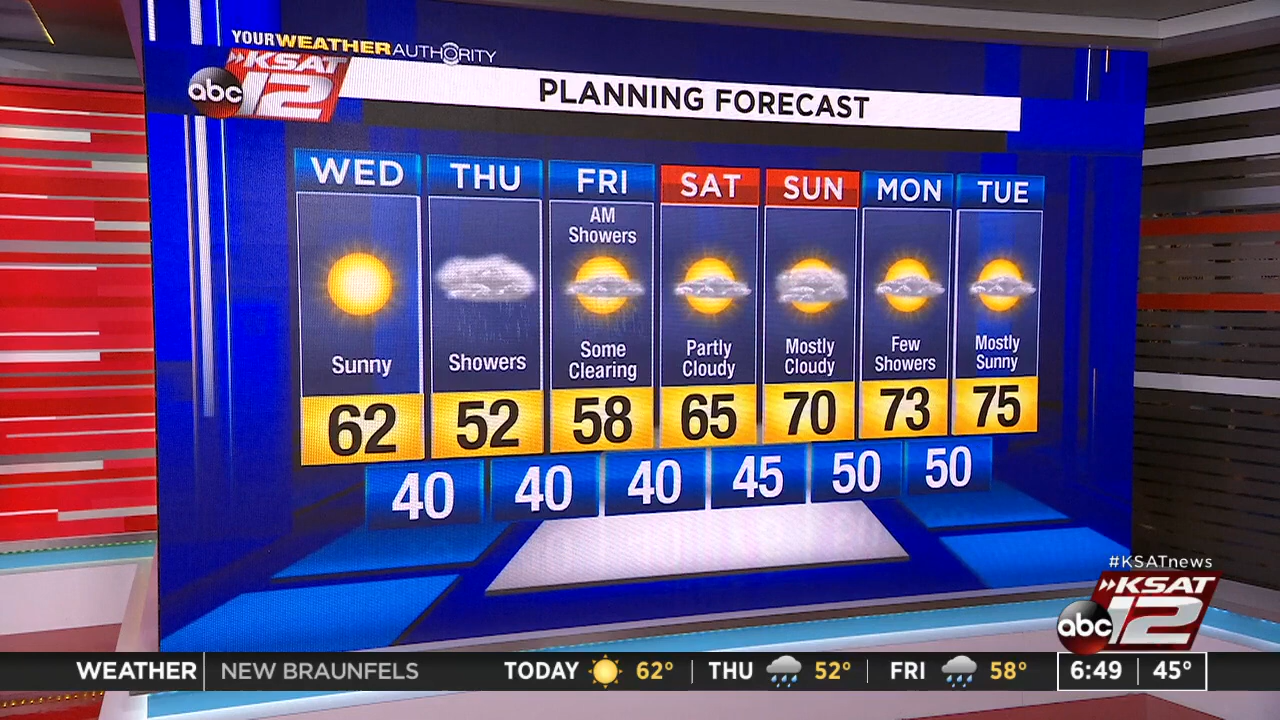 YOURWEATHERAUTHORITY
KSAT
abc 12
PLANNING FORECAST
WED THU FRI SAT SUN MON TUE
AM
Showers
Sunny
Showers
Some
Clearing
Partly
Cloudy
Mostly
Cloudy
Few
Showers
Mostly
Sunny
62 52 58 65 70 73 75
40 40 40 45 50 50
#KSATnews
KSAT
abc 12
WEATHER NEW BRAUNFELS TODAY 62° THU 52° FRI 58° 6:49 45°